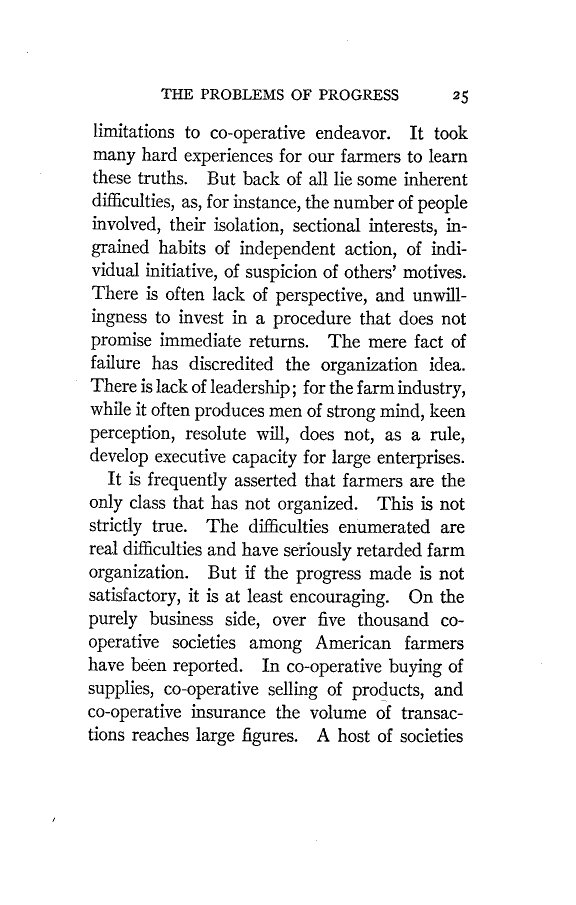 THE PROBLEMS OF PROGRESS 25
limitations to co-operative endeavor. It took
many hard experiences for our farmers to learn
these truths. But back of all lie some inherent
difficulties, as, for instance, the number of people
involved, their isolation, sectional interests, in-
grained habits of independent action, of indi-
vidual initiative, of suspicion of others' motives.
There is often lack of perspective, and unwill-
ingness to invest in a procedure that does not
promise immediate returns. The mere fact of
failure has discredited the organization idea.
There is lack of leadership; for the farm industry,
while it often produces men of strong mind, keen
perception, resolute will, does not, as a rule,
develop executive capacity for large enterprises.
It is frequently asserted that farmers are the
only class that has not organized. This is not
strictly true. The difficulties enumerated are
real difficulties and have seriously retarded farm
organization. But if the progress made is not
satisfactory, it is at least encouraging. On the
purely business side, over five thousand co-
operative societies among American farmers
have been reported. In co-operative buying of
supplies, co-operative selling of products, and
co-operative insurance the volume of transac-
tions reaches large figures. A host of societies